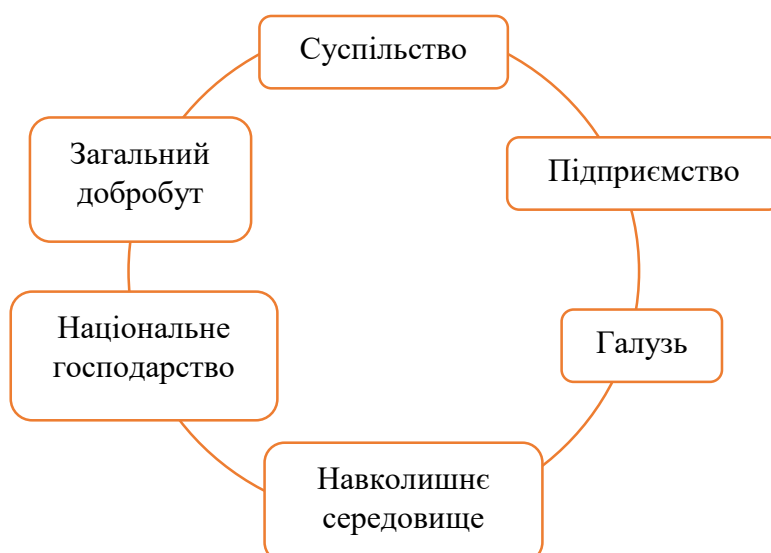 Суспільство
Підприємство
Галузь
Навколишнє
середовище
Національне
господарство
Загальний
добробут